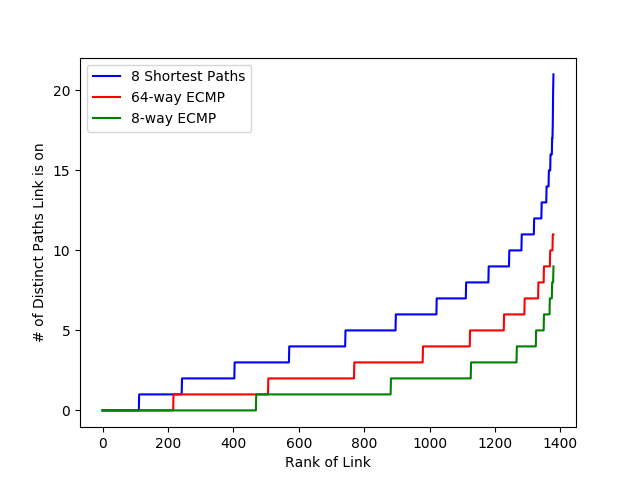 8 Shortest Paths
64-way ECMP
8-way ECMP
20
15
10
5
0
# of Distinct Paths Link is on
0 200 400 600 800 1000 1200 1400
Rank of Link